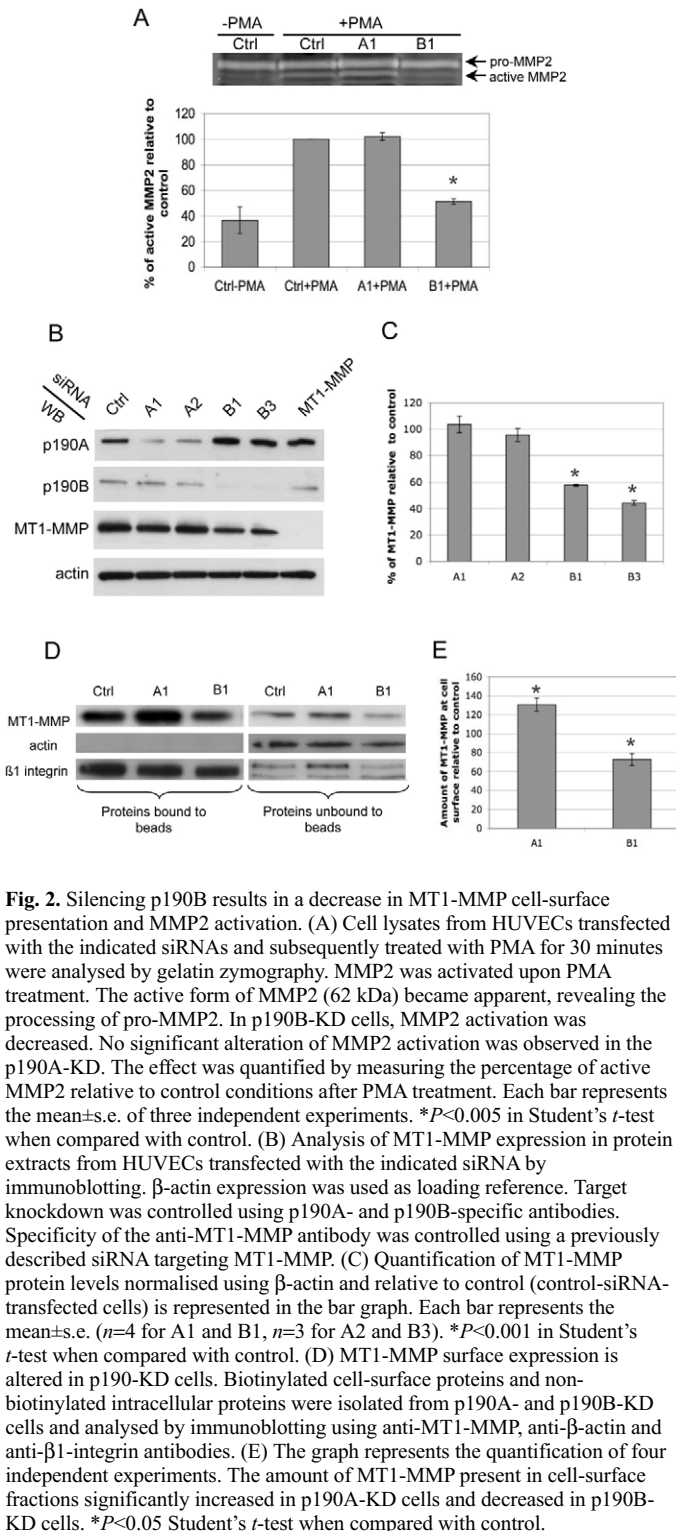 A
-PMA
+PMA
Ctrl Ctrl A1 B1
pro-MMP2
active MMP2
% of active MMP2 relative to
control
120
100
80
60
40
20
0
*
Ctrl-PMA Ctrl+PMA A1+PMA B1+PMA
B
siRNA
WB
Ctrl A1 A2 B1 B3 MT1-MMP
p190A
p190B
MT1-MMP
actin
C
% of MT1-MMP relative to control
120
100
80
60
40
20
0
* *
A1 A2 B1 B3
D
Ctrl A1 B1 Ctrl A1 B1
MT1-MMP
actin
ß1 integrin
Proteins bound to
beads
Proteins unbound to
beads
E
Amount of MT1-MMP at cell
surface relative to control
160
140
120
100
80
60
40
20
0
* *
A1 B1
Fig. 2. Silencing p190B results in a decrease in MT1-MMP cell-surface
presentation and MMP2 activation. (A) Cell lysates from HUVECs transfected
with the indicated siRNAs and subsequently treated with PMA for 30 minutes
were analysed by gelatin zymography. MMP2 was activated upon PMA
treatment. The active form of MMP2 (62 kDa) became apparent, revealing the
processing of pro-MMP2. In p190B-KD cells, MMP2 activation was
decreased. No significant alteration of MMP2 activation was observed in the
p190A-KD. The effect was quantified by measuring the percentage of active
MMP2 relative to control conditions after PMA treatment. Each bar represents
the mean±s.e. of three independent experiments. *P<0.005 in Student's t-test
when compared with control. (B) Analysis of MT1-MMP expression in protein
extracts from HUVECs transfected with the indicated siRNA by
immunoblotting. β-actin expression was used as loading reference. Target
knockdown was controlled using p190A- and p190B-specific antibodies.
Specificity of the anti-MT1-MMP antibody was controlled using a previously
described siRNA targeting MT1-MMP. (C) Quantification of MT1-MMP
protein levels normalised using β-actin and relative to control (control-siRNA-
transfected cells) is represented in the bar graph. Each bar represents the
mean±s.e. (n=4 for A1 and B1, n=3 for A2 and B3). *P<0.001 in Student's
t-test when compared with control. (D) MT1-MMP surface expression is
altered in p190-KD cells. Biotinylated cell-surface proteins and non-
biotinylated intracellular proteins were isolated from p190A- and p190B-KD
cells and analysed by immunoblotting using anti-MT1-MMP, anti-β-actin and
anti-β1-integrin antibodies. (E) The graph represents the quantification of four
independent experiments. The amount of MT1-MMP present in cell-surface
fractions significantly increased in p190A-KD cells and decreased in p190B-
KD cells. *P<0.05 Student's t-test when compared with control.